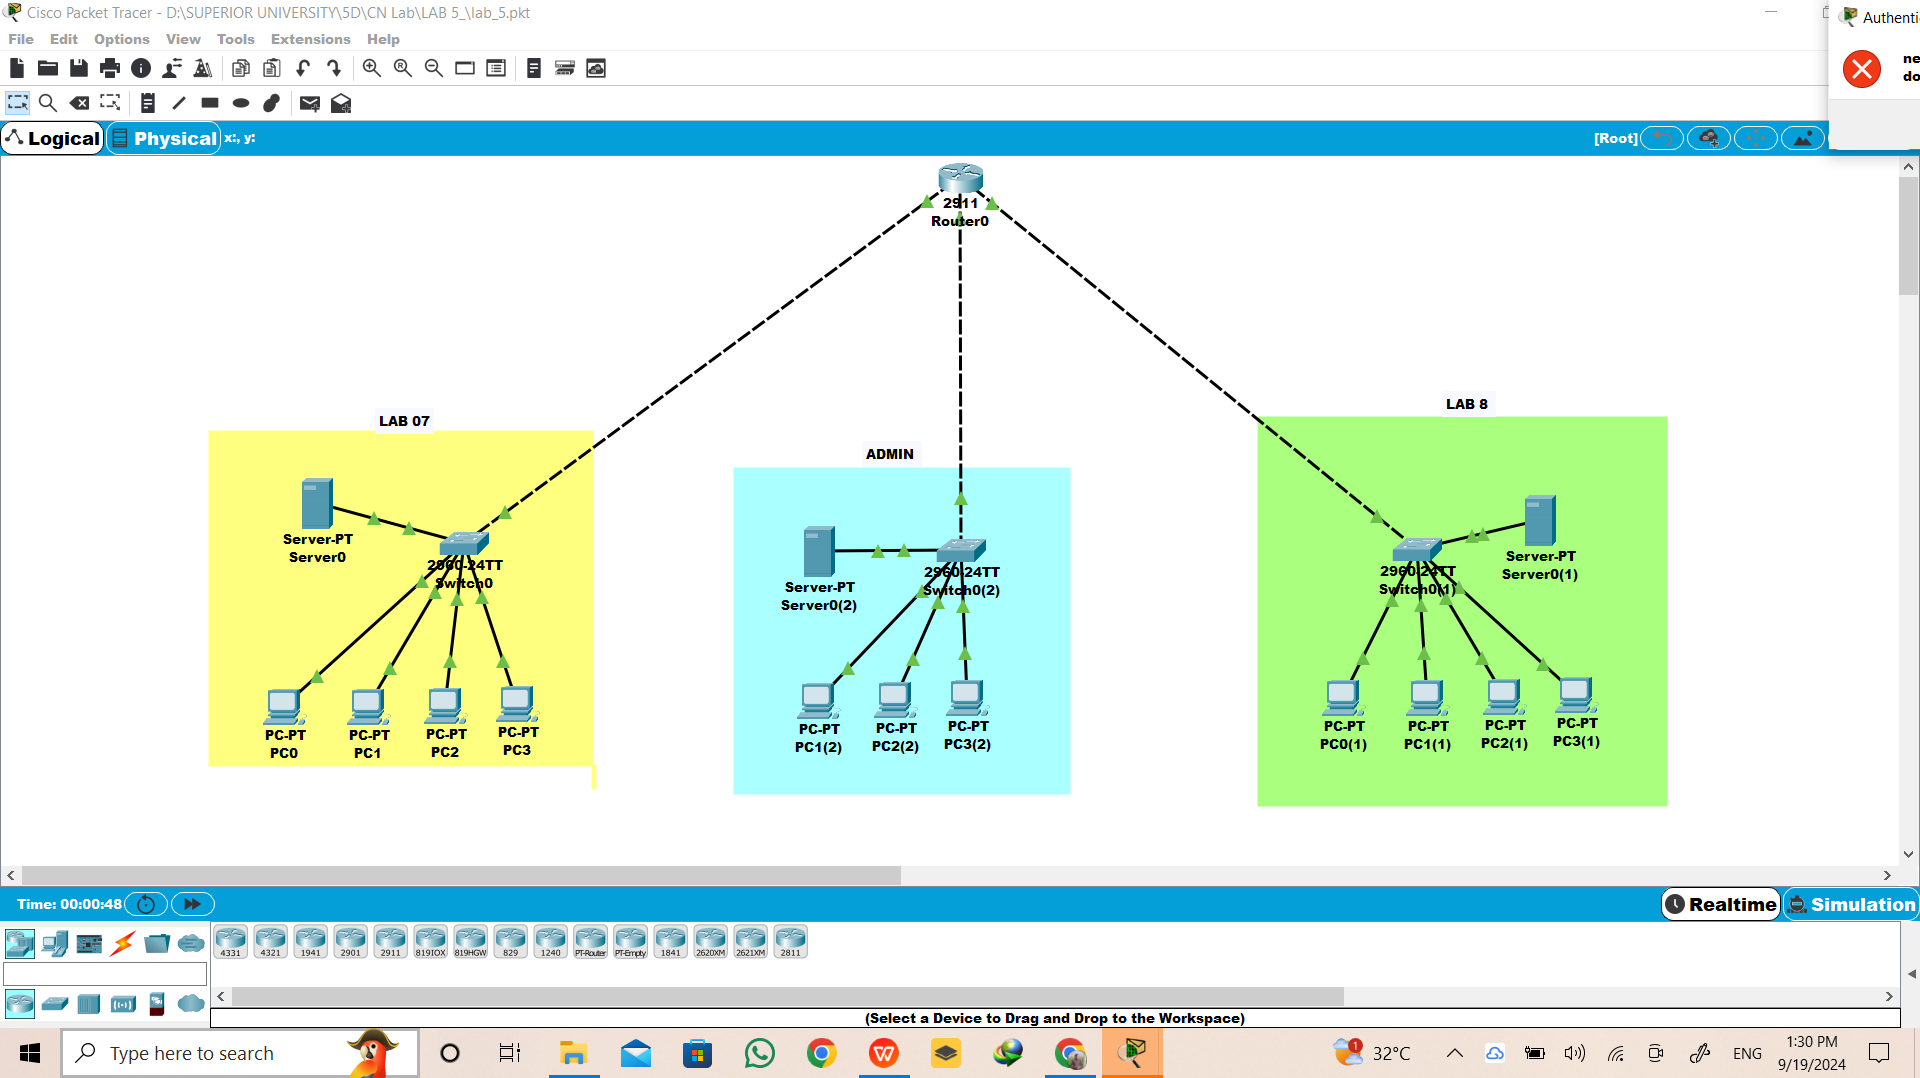 Cisco Packet Tracer - D:\SUPERIOR UNIVERSITY\5D\CN Lab\LAB 5_\lab_5.pkt
Authenti
File Edit Options View Tools Extensions Help
ne
do
Logical Physical x:, y:
[Root]
2911
Router0
LAB 07
ADMIN
LAB 8
Server-PT
Server0
2960-24TT
Switch0
PC-PT
PC0
PC-PT
PC1
PC-PT
PC2
PC-PT
PC3
Server-PT
Server0(2)
2960-24TT
Switch0(2)
PC-PT
PC1(2)
PC-PT
PC2(2)
PC-PT
PC3(2)
2960-24TT
Switch0(1)
Server-PT
Server0(1)
PC-PT
PC0(1)
PC-PT
PC1(1)
PC-PT
PC2(1)
PC-PT
PC3(1)
Time: 00:00:48
Realtime Simulation
4331 4321 1941 2901 2911 819IOX 819HGW 829 1240 PT-Router PT-Empty 1841 2620XM 2621XM 2811
(Select a Device to Drag and Drop to the Workspace)
Type here to search
1
32°C
ENG
1:30 PM
9/19/2024